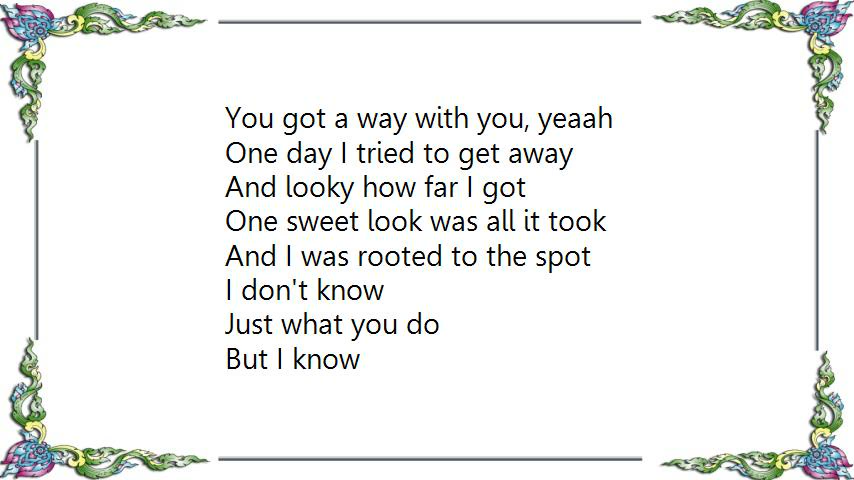 You got a way with you, yeaah
One day I tried to get away
And looky how far I got
One sweet look was all it took
And I was rooted to the spot
I don't know
Just what you do
But I know